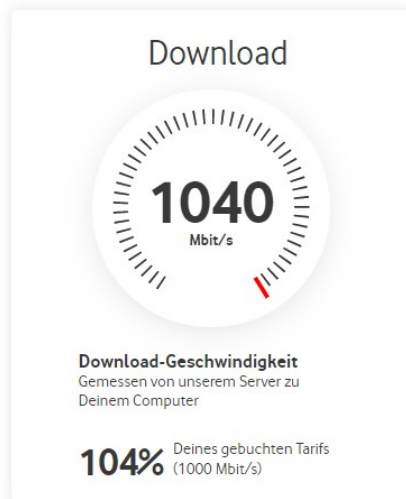 Download
1040
Mbit/s
Download-Geschwindigkeit
Gemessen von unserem Server zu
Deinem Computer
104% Deines gebuchten Tarifs
(1000 Mbit/s)